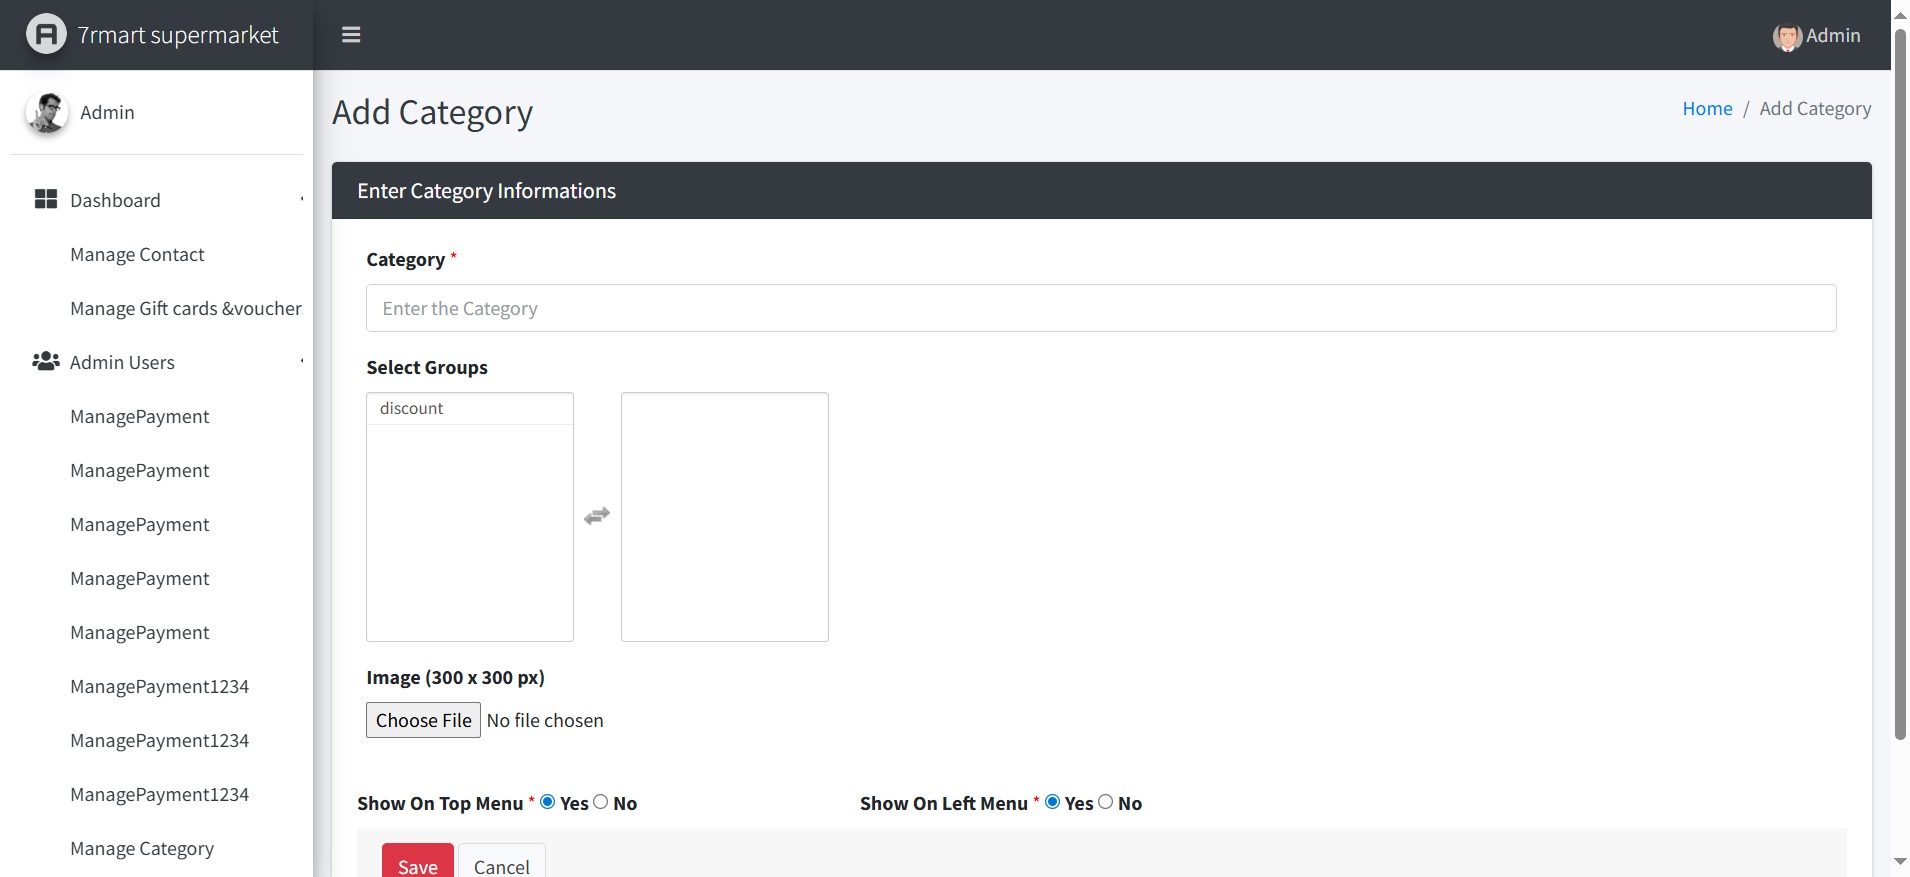 7rmart supermarket
Admin
Admin
Dashboard
Manage Contact
Manage Gift cards &voucher
Admin Users
ManagePayment
ManagePayment
ManagePayment
ManagePayment
ManagePayment
ManagePayment1234
ManagePayment1234
ManagePayment1234
Manage Category
Add Category
Home / Add Category
Enter Category Informations
Category *
Enter the Category
Select Groups
discount
Image (300 x 300 px)
Choose File No file chosen
Show On Top Menu * Yes No
Show On Left Menu * Yes No
Save Cancel